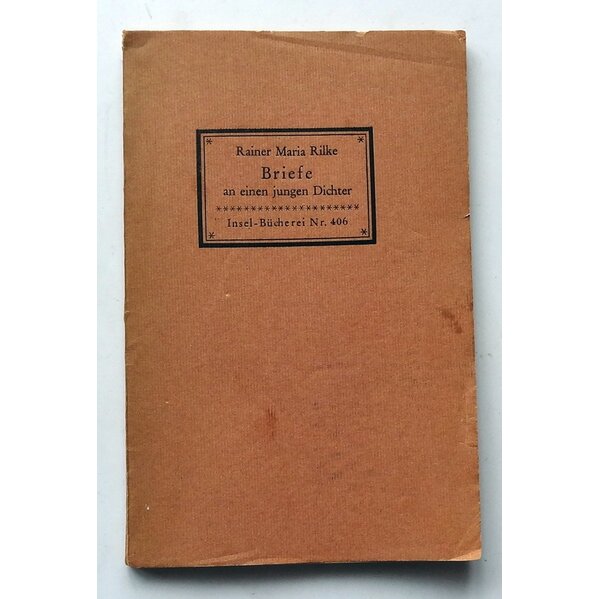 Rainer Maria Rilke
Briefe
an einen jungen Dichter
Insel-Bücherei Nr. 406